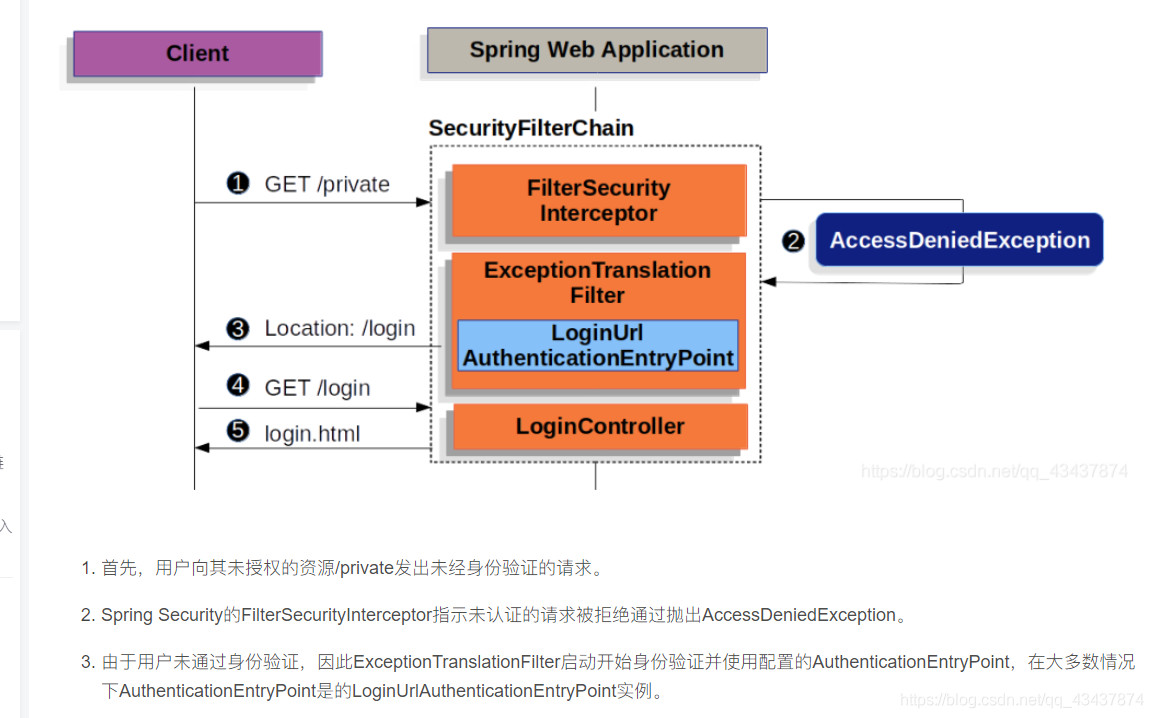 Client
Spring Web Application
SecurityFilterChain
❶ GET /private
FilterSecurity
Interceptor
❷ AccessDeniedException
ExceptionTranslation
Filter
❸ Location: /login
LoginUrl
AuthenticationEntryPoint
❹ GET /login
❺ login.html
LoginController
https://blog.csdn.net/qq_43437874
入
1. 首先，用户向其未授权的资源/private发出未经身份验证的请求。
2. Spring Security的FilterSecurityInterceptor指示未认证的请求被拒绝通过抛出AccessDeniedException。
3. 由于用户未通过身份验证，因此ExceptionTranslationFilter启动开始身份验证并使用配置的AuthenticationEntryPoint，在大多数情况
下AuthenticationEntryPoint是的LoginUrlAuthenticationEntryPoint实例。
https://blog.csdn.net/qq_43437874